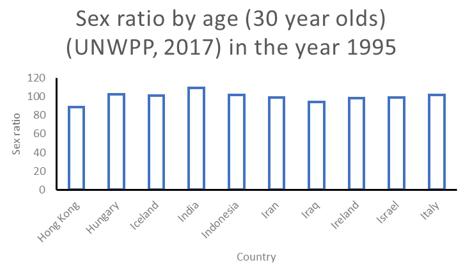 Sex ratio by age (30 year olds)
(UNWPP, 2017) in the year 1995
120
100
80
60
40
20
0
Sex ratio
Hong Kong
Hungary
Iceland
India
Indonesia
Iran
Iraq
Ireland
Israel
Italy
Country